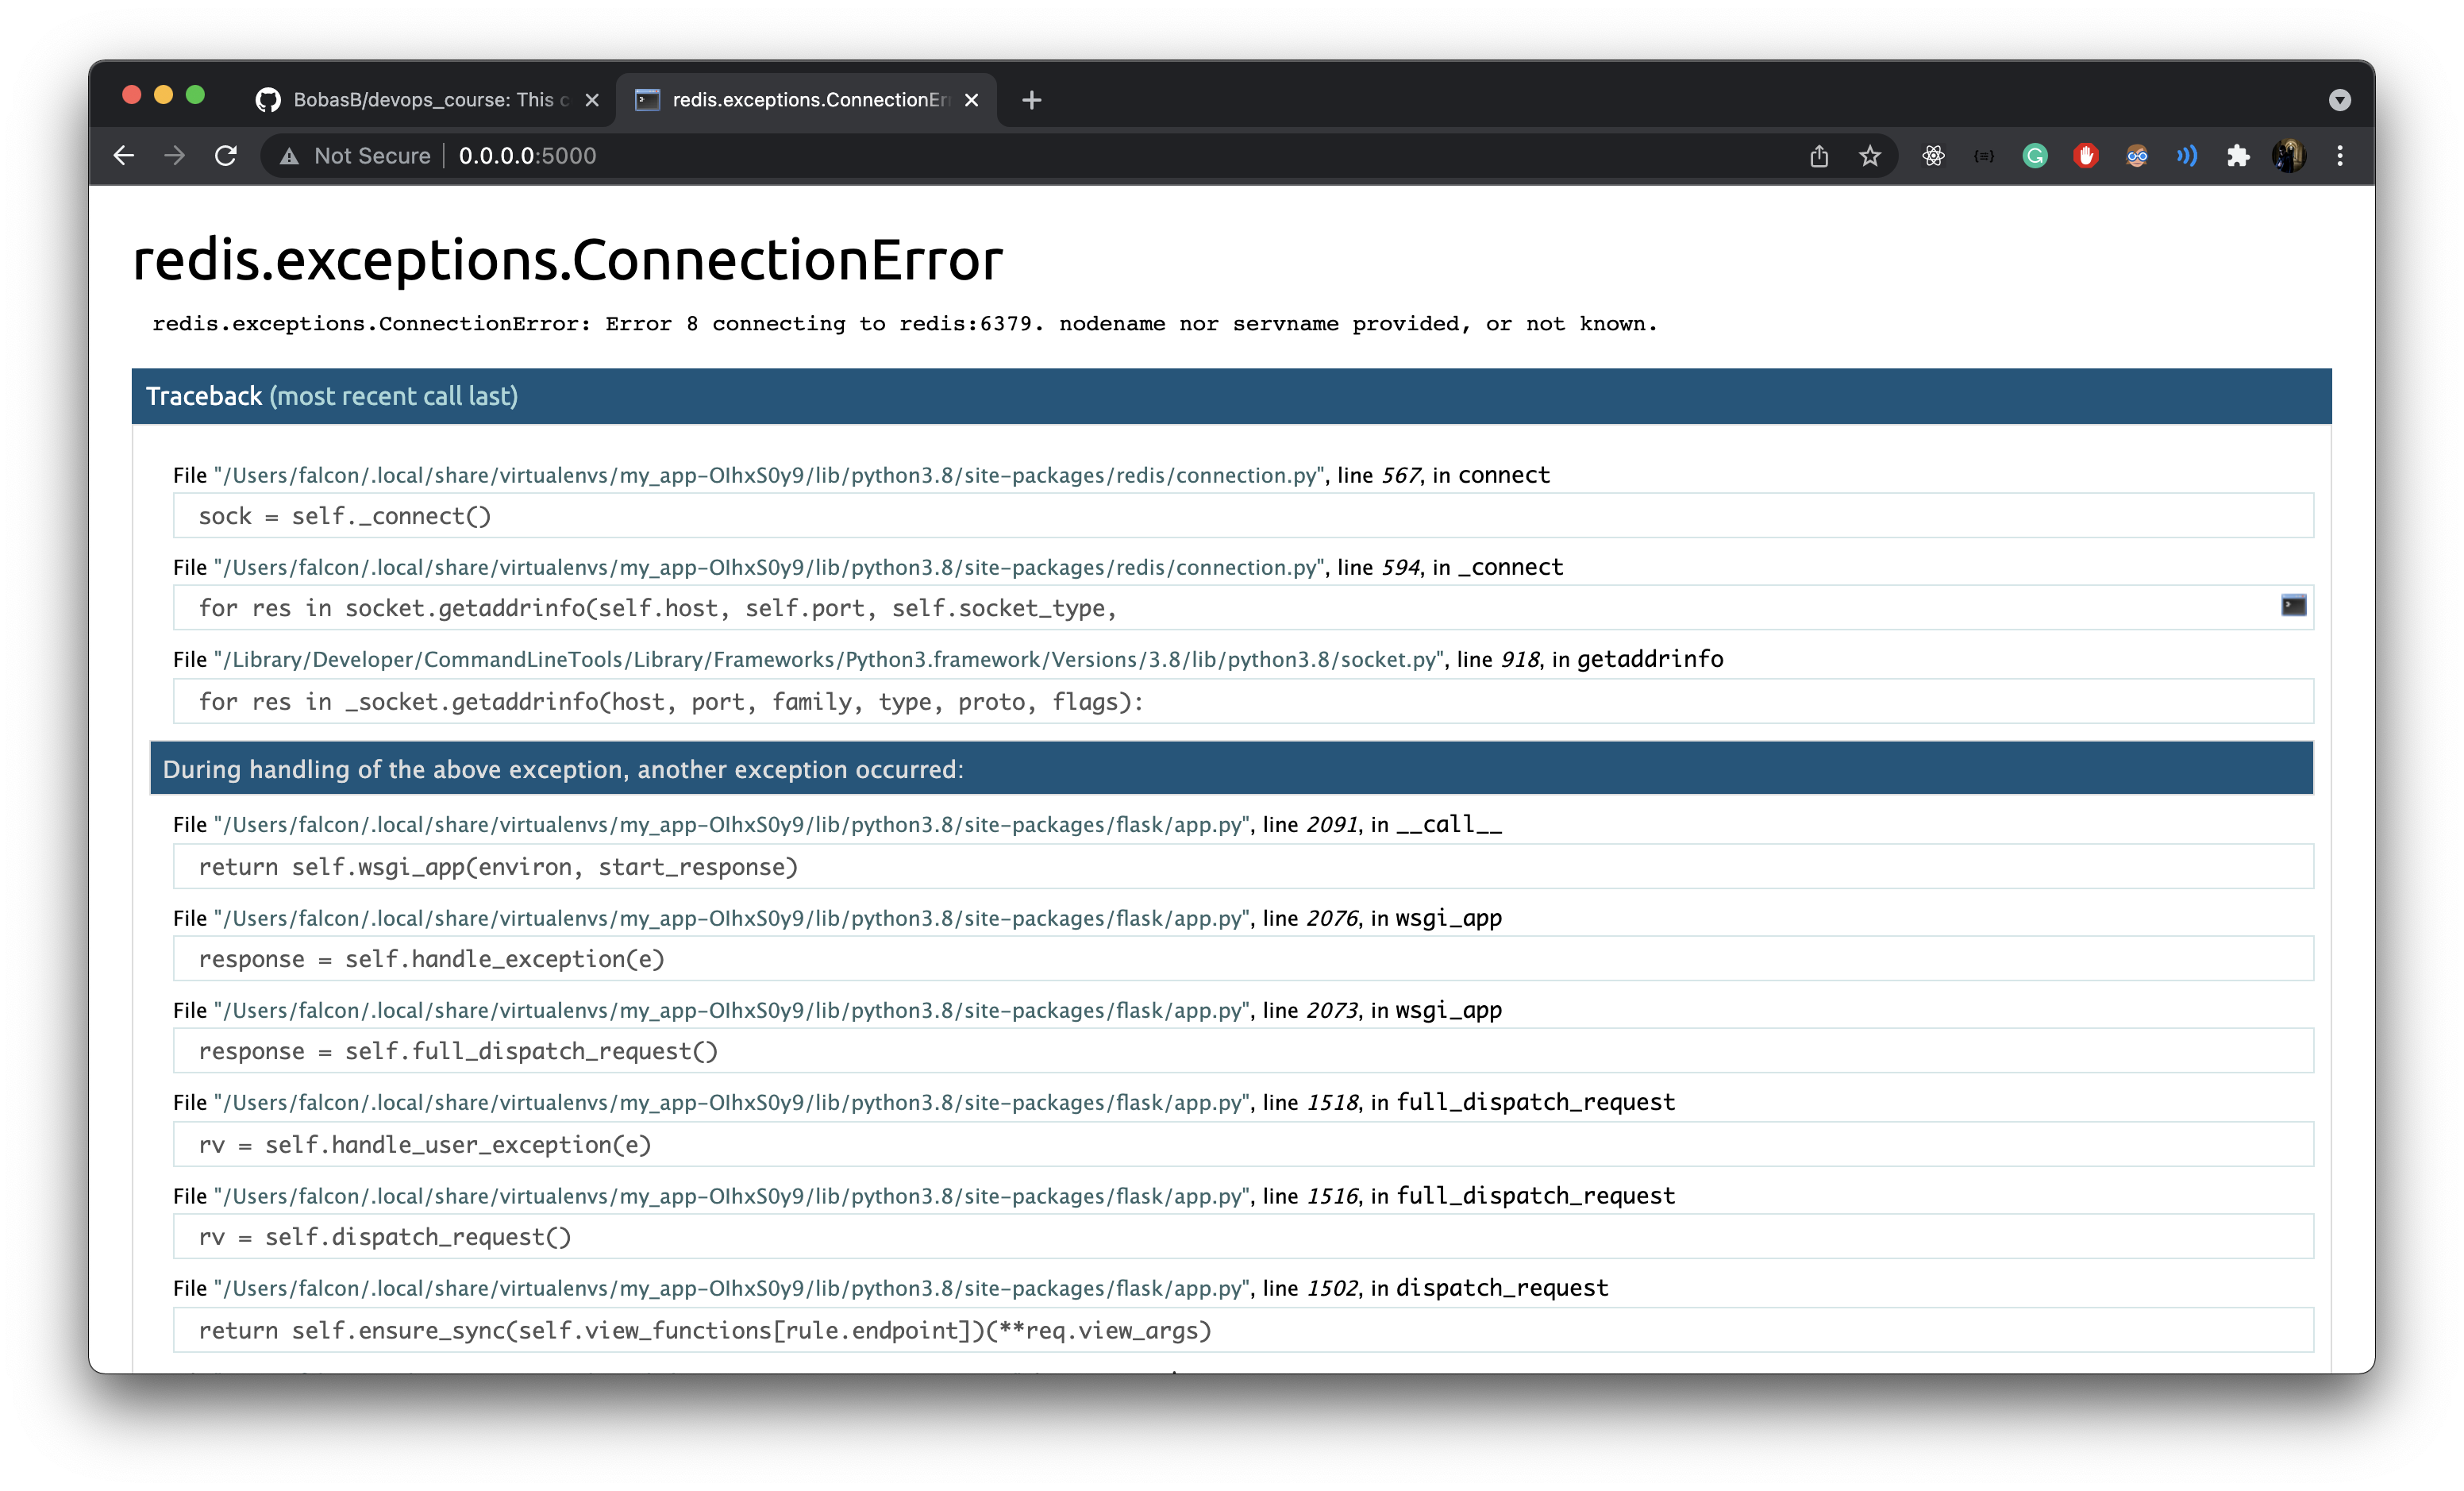 BobasB/devops_course: This c
redis.exceptions.ConnectionErr
Not Secure 0.0.0.0:5000
redis.exceptions.ConnectionError
redis.exceptions.ConnectionError: Error 8 connecting to redis:6379. nodename nor servname provided, or not known.
Traceback (most recent call last)
File "/Users/falcon/.local/share/virtualenvs/my_app-OIhxS0y9/lib/python3.8/site-packages/redis/connection.py", line 567, in connect
sock = self._connect()
File "/Users/falcon/.local/share/virtualenvs/my_app-OIhxS0y9/lib/python3.8/site-packages/redis/connection.py", line 594, in _connect
for res in socket.getaddrinfo(self.host, self.port, self.socket_type,
File "/Library/Developer/CommandLineTools/Library/Frameworks/Python3.framework/Versions/3.8/lib/python3.8/socket.py", line 918, in getaddrinfo
for res in _socket.getaddrinfo(host, port, family, type, proto, flags):
During handling of the above exception, another exception occurred:
File "/Users/falcon/.local/share/virtualenvs/my_app-OIhxS0y9/lib/python3.8/site-packages/flask/app.py", line 2091, in __call__
return self.wsgi_app(environ, start_response)
File "/Users/falcon/.local/share/virtualenvs/my_app-OIhxS0y9/lib/python3.8/site-packages/flask/app.py", line 2076, in wsgi_app
response = self.handle_exception(e)
File "/Users/falcon/.local/share/virtualenvs/my_app-OIhxS0y9/lib/python3.8/site-packages/flask/app.py", line 2073, in wsgi_app
response = self.full_dispatch_request()
File "/Users/falcon/.local/share/virtualenvs/my_app-OIhxS0y9/lib/python3.8/site-packages/flask/app.py", line 1518, in full_dispatch_request
rv = self.handle_user_exception(e)
File "/Users/falcon/.local/share/virtualenvs/my_app-OIhxS0y9/lib/python3.8/site-packages/flask/app.py", line 1516, in full_dispatch_request
rv = self.dispatch_request()
File "/Users/falcon/.local/share/virtualenvs/my_app-OIhxS0y9/lib/python3.8/site-packages/flask/app.py", line 1502, in dispatch_request
return self.ensure_sync(self.view_functions[rule.endpoint])(**req.view_args)